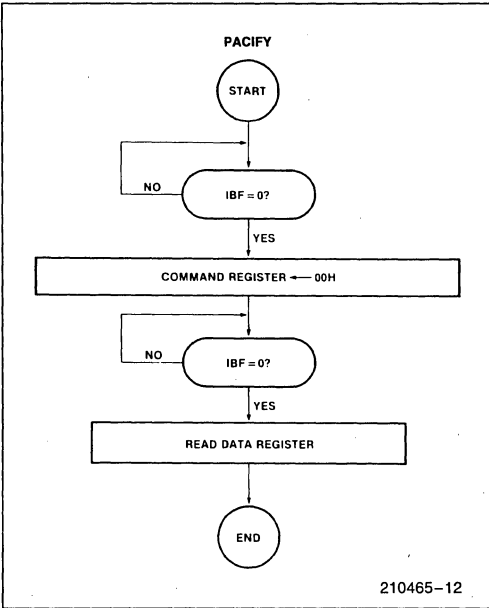 PACIFY
START
NO
IBF = 0?
YES
COMMAND REGISTER ← 00H
NO
IBF = 0?
YES
READ DATA REGISTER
END
210465–12